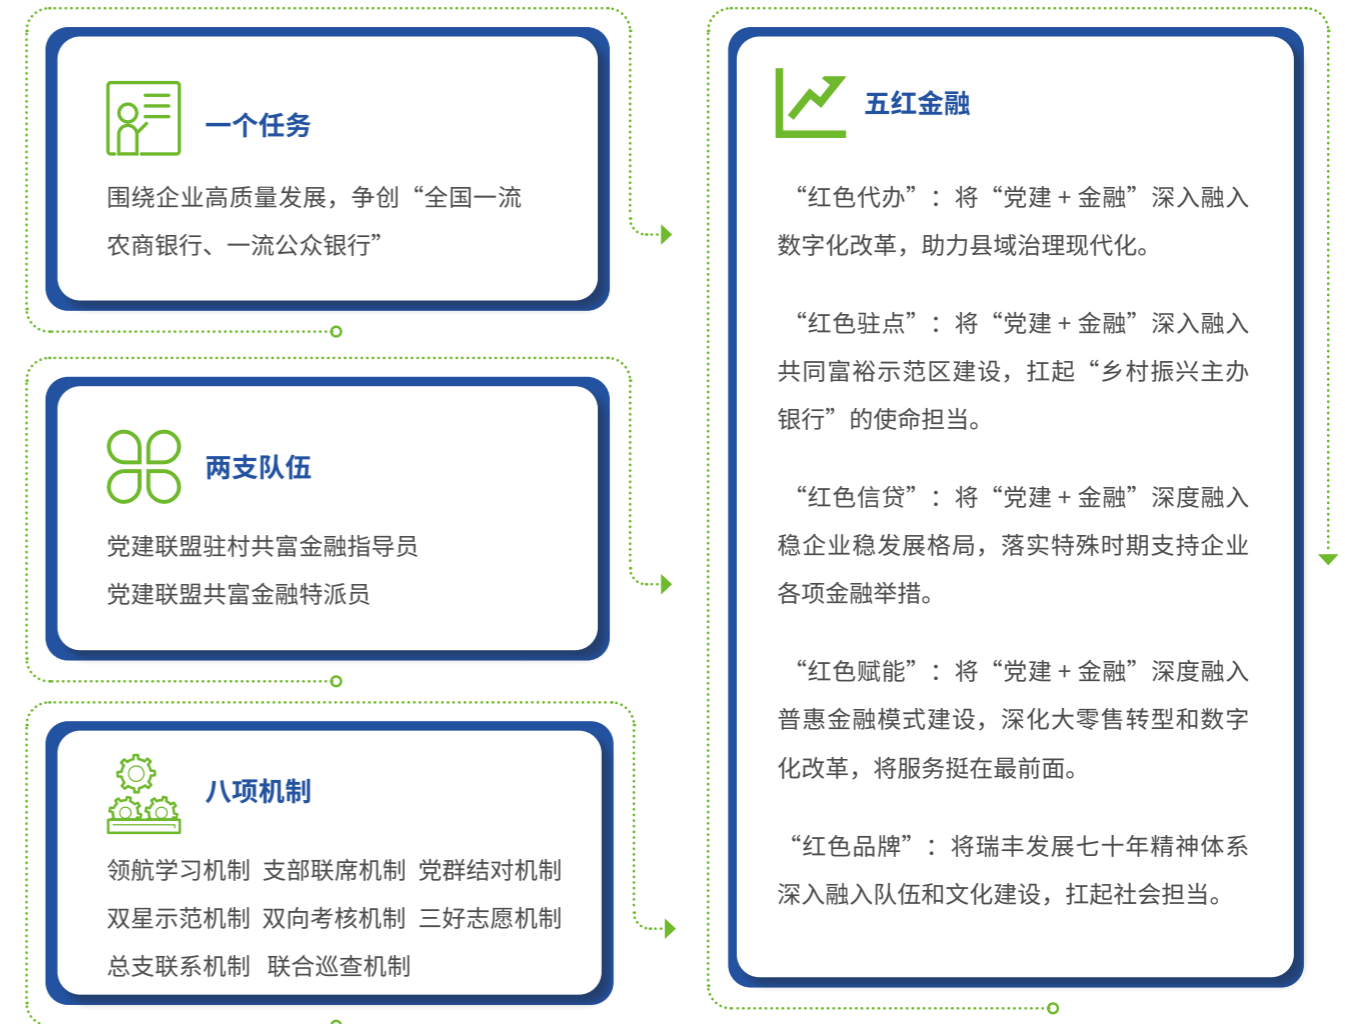 一个任务
围绕企业高质量发展，争创“全国一流
农商银行、一流公众银行”
两支队伍
党建联盟驻村共富金融指导员
党建联盟共富金融特派员
八项机制
领航学习机制 支部联席机制 党群结对机制
双星示范机制 双向考核机制 三好志愿机制
总支联系机制 联合巡查机制
五红金融
“红色代办”：将“党建 + 金融”深入融入
数字化改革，助力县域治理现代化。
“红色驻点”：将“党建 + 金融”深入融入
共同富裕示范区建设，扛起“乡村振兴主办
银行”的使命担当。
“红色信贷”：将“党建 + 金融”深度融入
稳企业稳发展格局，落实特殊时期支持企业
各项金融举措。
“红色赋能”：将“党建 + 金融”深度融入
普惠金融模式建设，深化大零售转型和数字
化改革，将服务挺在最前面。
“红色品牌”：将瑞丰发展七十年精神体系
深入融入队伍和文化建设，扛起社会担当。